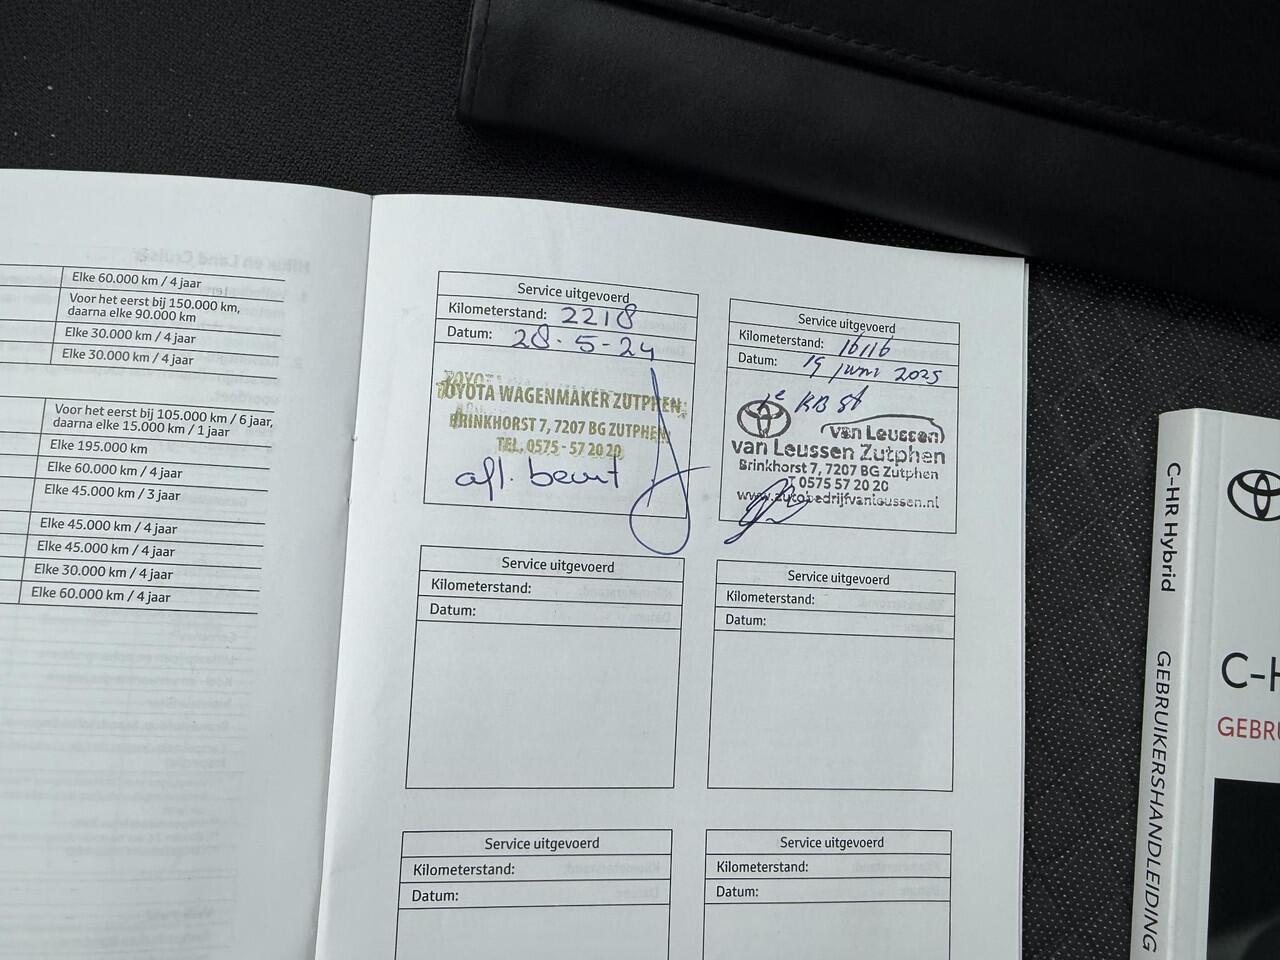 Elke 60.000 km / 4 jaar
Voor het eerst bij 150.000 km,
daarna elke 90.000 km
Elke 30.000 km / 4 jaar
Elke 30.000 km / 4 jaar
Voor het eerst bij 105.000 km / 6 jaar,
daarna elke 15.000 km / 1 jaar
Elke 195.000 km
Elke 60.000 km / 4 jaar
Elke 45.000 km / 3 jaar
Elke 45.000 km / 4 jaar
Elke 45.000 km / 4 jaar
Elke 30.000 km / 4 jaar
Elke 60.000 km / 4 jaar
Service uitgevoerd
Kilometerstand: 2218
Datum: 28-5-24
TOYOTA WAGENMAKER ZUTPHEN
BRINKHORST 7, 7207 BG ZUTPHEN
TEL. 0575 - 57 20 20
afl. beurt
Service uitgevoerd
Kilometerstand: 16116
Datum: 19 juni 2025
1e KB
van Leussen
van Leussen Zutphen
Brinkhorst 7, 7207 BG Zutphen
T 0575 57 20 20
www.autobedrijfvanleussen.nl
Service uitgevoerd
Kilometerstand:
Datum:
Service uitgevoerd
Kilometerstand:
Datum:
Service uitgevoerd
Kilometerstand:
Datum:
Service uitgevoerd
Kilometerstand:
Datum:
C-HR Hybrid
GEBRUIKERSHANDLEIDING
C-H
GEBRU